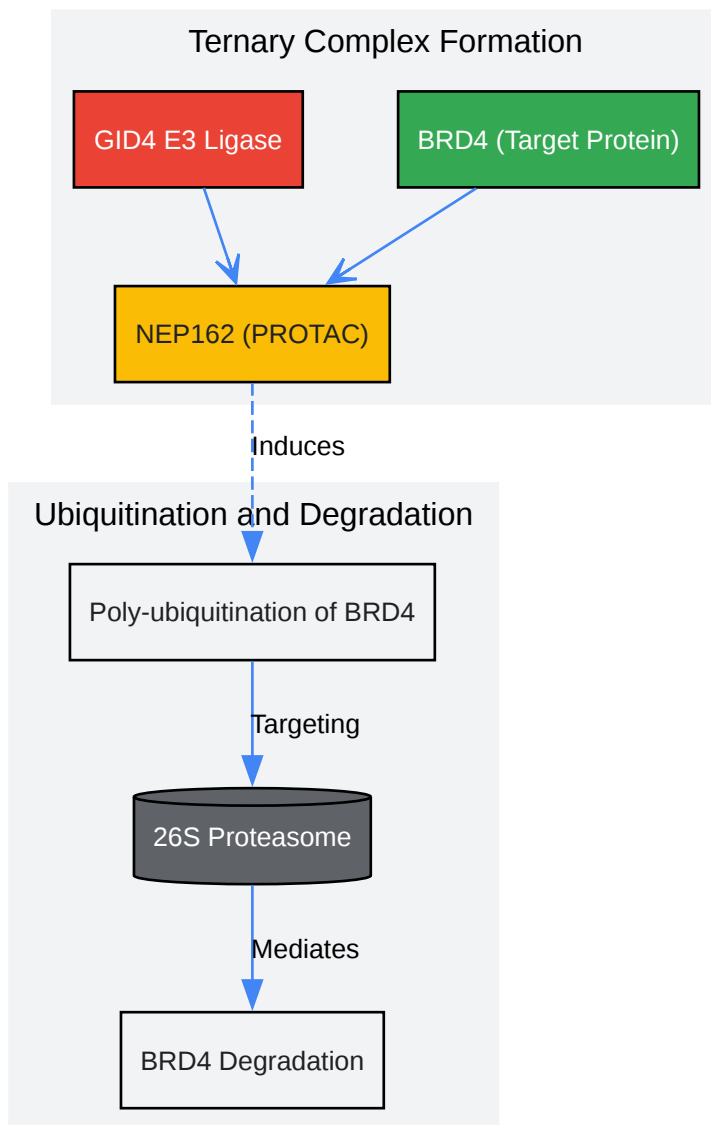 Ternary Complex Formation
GID4 E3 Ligase
BRD4 (Target Protein)
NEP162 (PROTAC)
Induces
Ubiquitination and Degradation
Poly-ubiquitination of BRD4
Targeting
26S Proteasome
Mediates
BRD4 Degradation